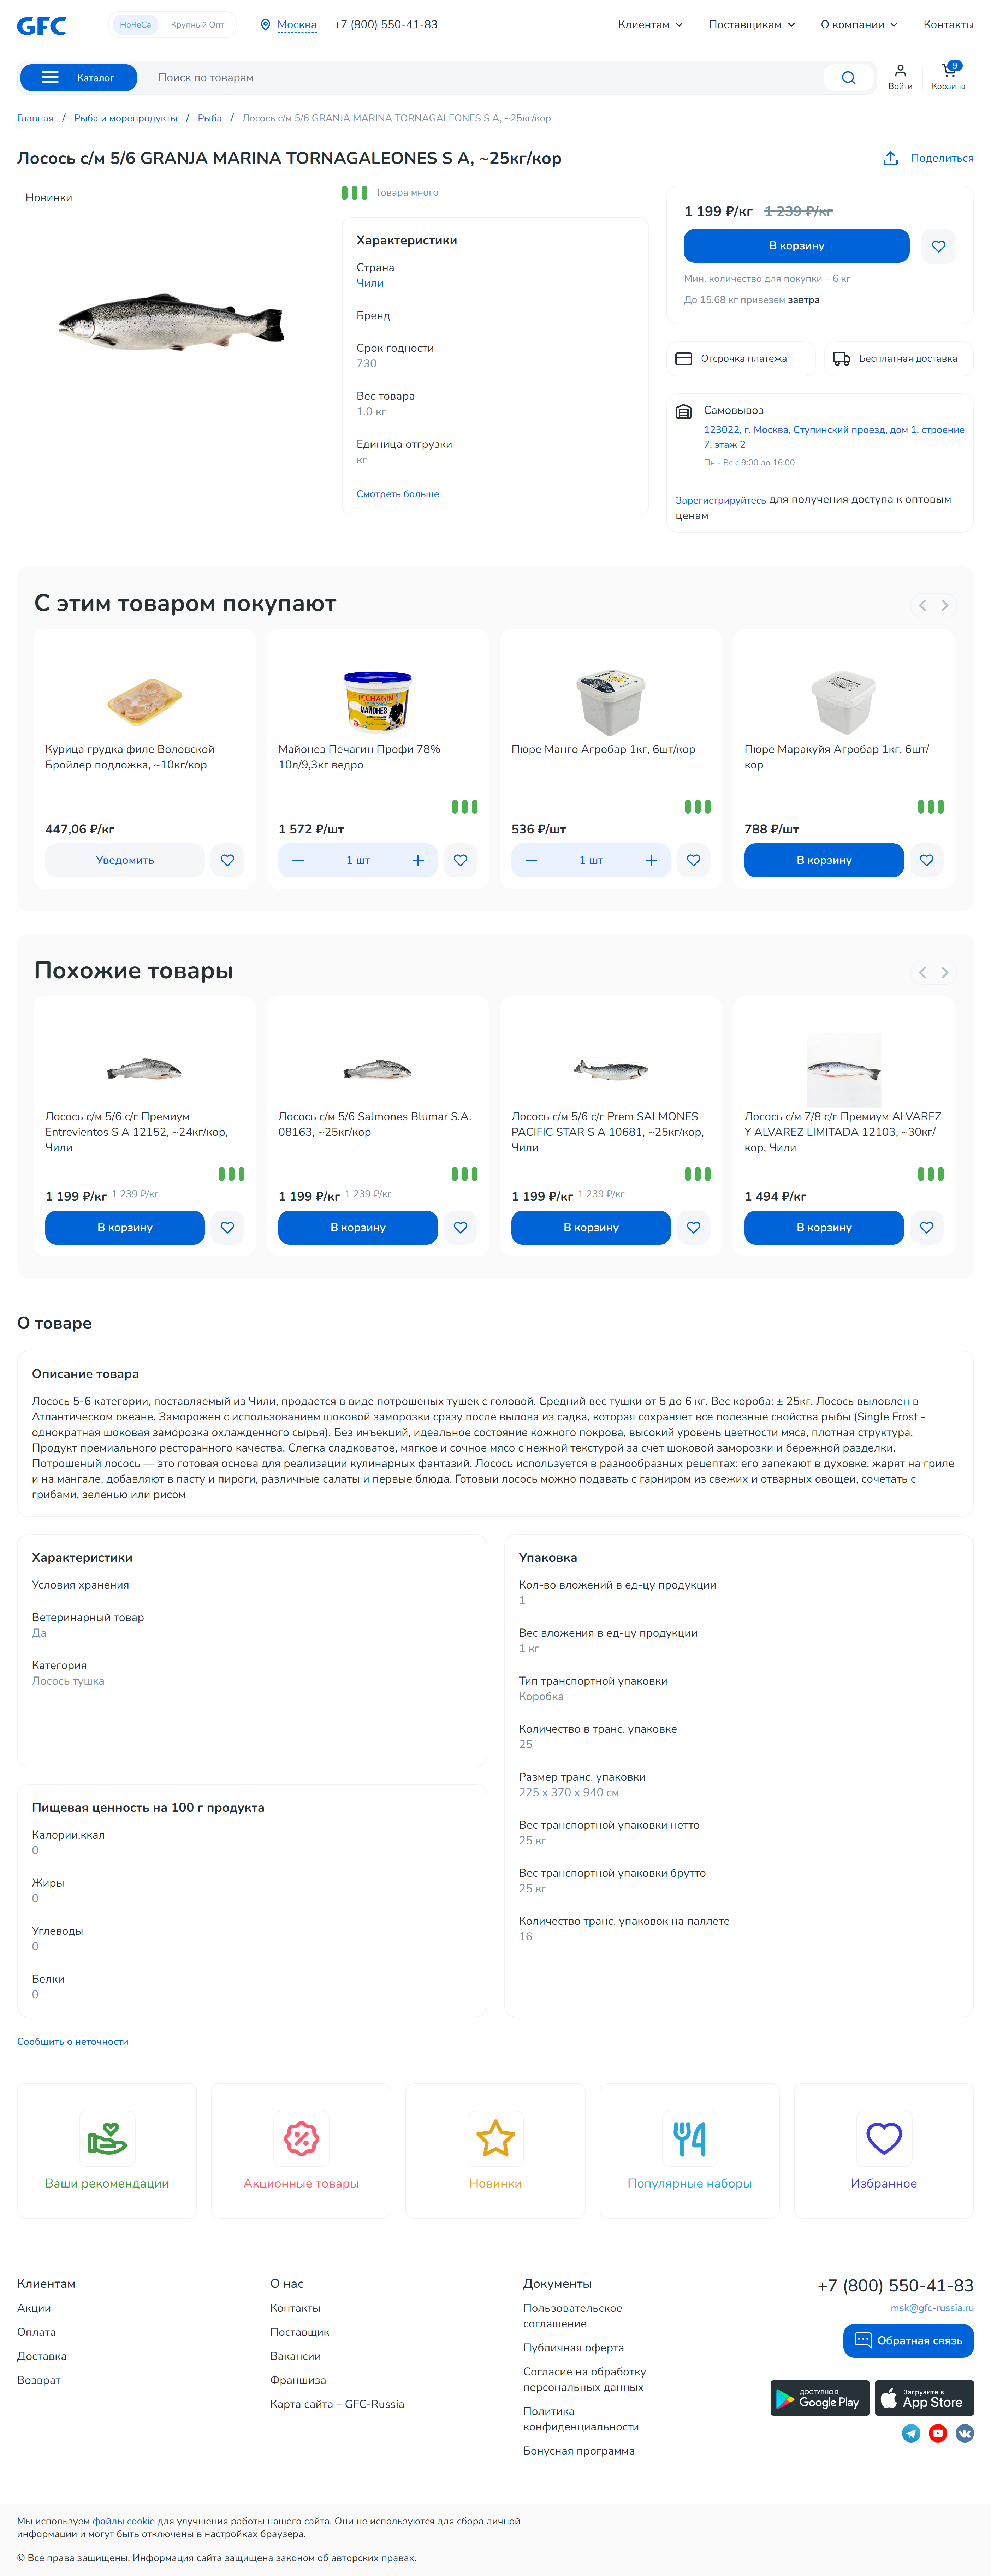 GFC
HoReCa
Крупный Опт
Москва
+7 (800) 550-41-83
Клиентам
Поставщикам
О компании
Контакты
Каталог
Поиск по товарам
Войти
9
Корзина
Главная / Рыба и морепродукты / Рыба / Лосось с/м 5/6 GRANJA MARINA TORNAGALEONES S A, ~25кг/кор
Лосось с/м 5/6 GRANJA MARINA TORNAGALEONES S A, ~25кг/кор
Поделиться
Новинки
Товара много
Характеристики
Страна
Чили
Бренд
Срок годности
730
Вес товара
1.0 кг
Единица отгрузки
кг
Смотреть больше
1 199 ₽/кг 1 239 ₽/кг
В корзину
Мин. количество для покупки – 6 кг
До 15.68 кг привезем завтра
Отсрочка платежа
Бесплатная доставка
Самовывоз
123022, г. Москва, Ступинский проезд, дом 1, строение
7, этаж 2
Пн - Вс с 9:00 до 16:00
Зарегистрируйтесь для получения доступа к оптовым
ценам
С этим товаром покупают
Курица грудка филе Воловской
Бройлер подложка, ~10кг/кор
447,06 ₽/кг
Уведомить
PECHAGIN
МАЙОНЕЗ
Майонез Печагин Профи 78%
10л/9,3кг ведро
1 572 ₽/шт
1 шт
Пюре Манго Агробар 1кг, 6шт/кор
536 ₽/шт
1 шт
Пюре Маракуйя Агробар 1кг, 6шт/
кор
788 ₽/шт
В корзину
Похожие товары
Лосось с/м 5/6 с/г Премиум
Entrevientos S A 12152, ~24кг/кор,
Чили
1 199 ₽/кг 1 239 ₽/кг
В корзину
Лосось с/м 5/6 Salmones Blumar S.A.
08163, ~25кг/кор
1 199 ₽/кг 1 239 ₽/кг
В корзину
Лосось с/м 5/6 с/г Prem SALMONES
PACIFIC STAR S A 10681, ~25кг/кор,
Чили
1 199 ₽/кг 1 239 ₽/кг
В корзину
Лосось с/м 7/8 с/г Премиум ALVAREZ
Y ALVAREZ LIMITADA 12103, ~30кг/
кор, Чили
1 494 ₽/кг
В корзину
О товаре
Описание товара
Лосось 5-6 категории, поставляемый из Чили, продается в виде потрошеных тушек с головой. Средний вес тушки от 5 до 6 кг. Вес короба: ± 25кг. Лосось выловлен в
Атлантическом океане. Заморожен с использованием шоковой заморозки сразу после вылова из садка, которая сохраняет все полезные свойства рыбы (Single Frost -
однократная шоковая заморозка охлажденного сырья). Без инъекций, идеальное состояние кожного покрова, высокий уровень цветности мяса, плотная структура.
Продукт премиального ресторанного качества. Слегка сладковатое, мягкое и сочное мясо с нежной текстурой за счет шоковой заморозки и бережной разделки.
Потрошеный лосось — это готовая основа для реализации кулинарных фантазий. Лосось используется в разнообразных рецептах: его запекают в духовке, жарят на гриле
и на мангале, добавляют в пасту и пироги, различные салаты и первые блюда. Готовый лосось можно подавать с гарниром из свежих и отварных овощей, сочетать с
грибами, зеленью или рисом
Характеристики
Условия хранения
Ветеринарный товар
Да
Категория
Лосось тушка
Пищевая ценность на 100 г продукта
Калории,ккал
0
Жиры
0
Углеводы
0
Белки
0
Упаковка
Кол-во вложений в ед-цу продукции
1
Вес вложения в ед-цу продукции
1 кг
Тип транспортной упаковки
Коробка
Количество в транс. упаковке
25
Размер транс. упаковки
225 x 370 x 940 см
Вес транспортной упаковки нетто
25 кг
Вес транспортной упаковки брутто
25 кг
Количество транс. упаковок на паллете
16
Сообщить о неточности
Ваши рекомендации
Акционные товары
Новинки
Популярные наборы
Избранное
Клиентам
Акции
Оплата
Доставка
Возврат
О нас
Контакты
Поставщик
Вакансии
Франшиза
Карта сайта – GFC-Russia
Документы
Пользовательское
соглашение
Публичная оферта
Согласие на обработку
персональных данных
Политика
конфиденциальности
Бонусная программа
+7 (800) 550-41-83
msk@gfc-russia.ru
Обратная связь
ДОСТУПНО В
Google Play
Загрузите в
App Store
Мы используем файлы cookie для улучшения работы нашего сайта. Они не используются для сбора личной
информации и могут быть отключены в настройках браузера.
© Все права защищены. Информация сайта защищена законом об авторских правах.